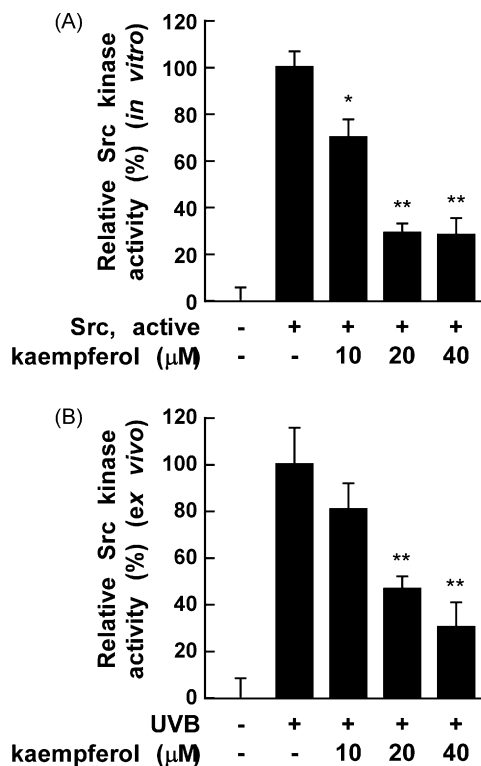 (A)
Relative Src kinase
activity (%) (in vitro)
120
100
80
60
40
20
0
*
**
**
Src, active - + + + +
kaempferol (μM) - - 10 20 40
(B)
Relative Src kinase
activity (%) (ex vivo)
120
100
80
60
40
20
0
**
**
UVB - + + + +
kaempferol (μM) - - 10 20 40